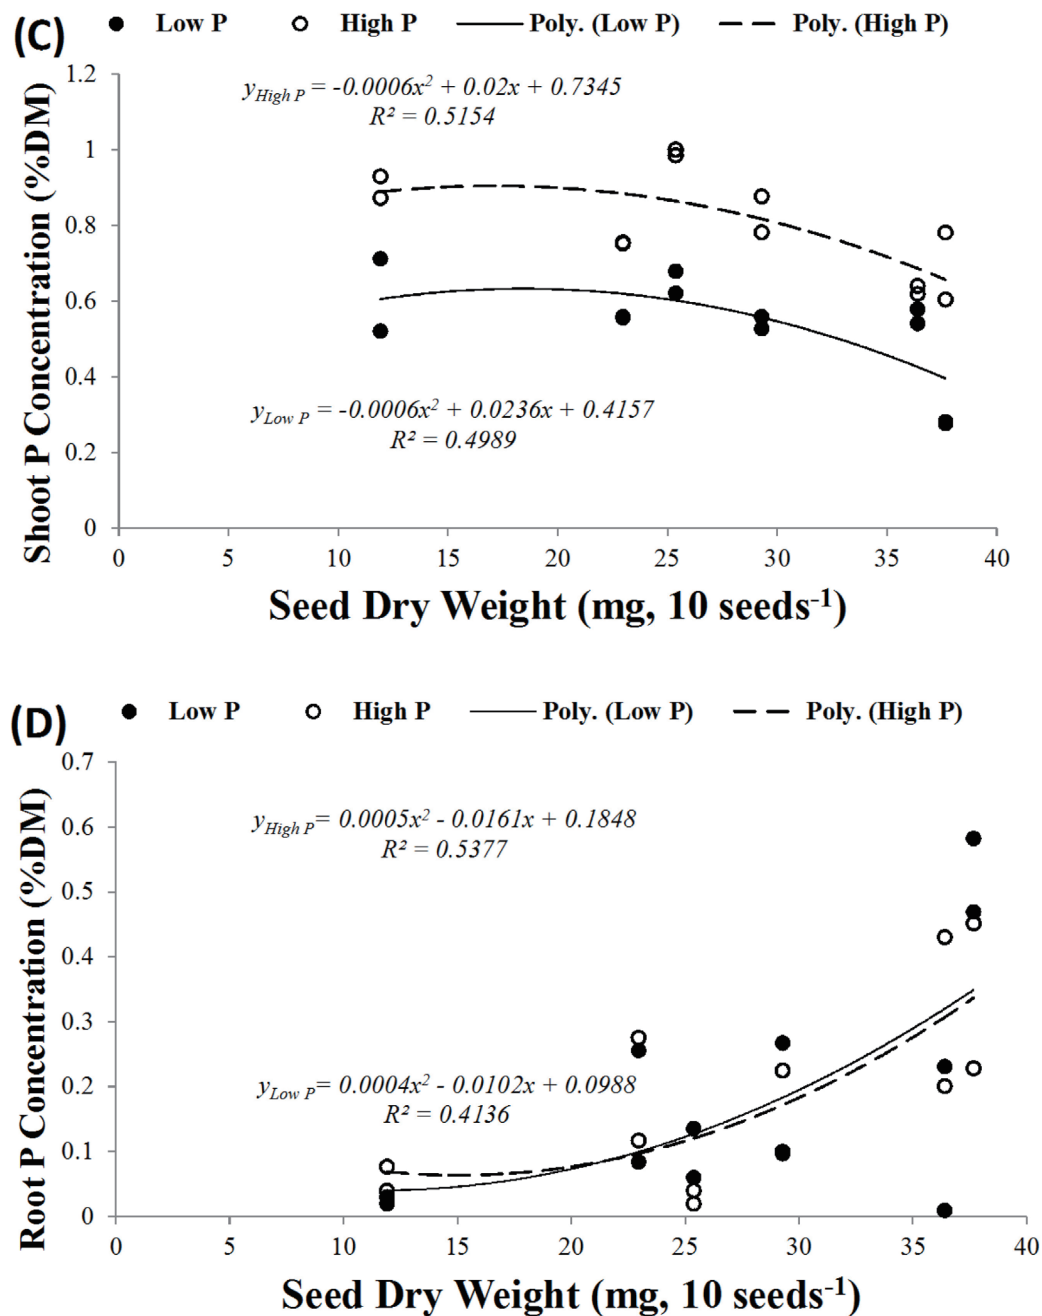 (C)
Low P High P Poly. (Low P) Poly. (High P)
Shoot P Concentration (%DM)
1.2
1
0.8
0.6
0.4
0.2
0
y_High P = -0.0006x² + 0.02x + 0.7345
R² = 0.5154
y_Low P = -0.0006x² + 0.0236x + 0.4157
R² = 0.4989
0 5 10 15 20 25 30 35 40
Seed Dry Weight (mg, 10 seeds⁻¹)
(D)
Low P High P Poly. (Low P) Poly. (High P)
Root P Concentration (%DM)
0.7
0.6
0.5
0.4
0.3
0.2
0.1
0
y_High P= 0.0005x² - 0.0161x + 0.1848
R² = 0.5377
y_Low P= 0.0004x² - 0.0102x + 0.0988
R² = 0.4136
0 5 10 15 20 25 30 35 40
Seed Dry Weight (mg, 10 seeds⁻¹)